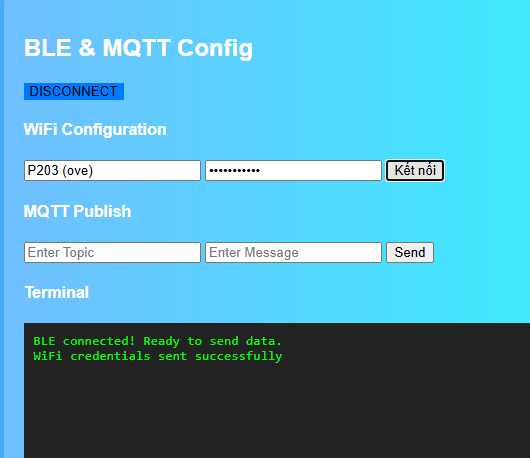 BLE & MQTT Config
DISCONNECT
WiFi Configuration
P203 (ove) ••••••••••• Kết nối
MQTT Publish
Enter Topic Enter Message Send
Terminal
BLE connected! Ready to send data.
WiFi credentials sent successfully